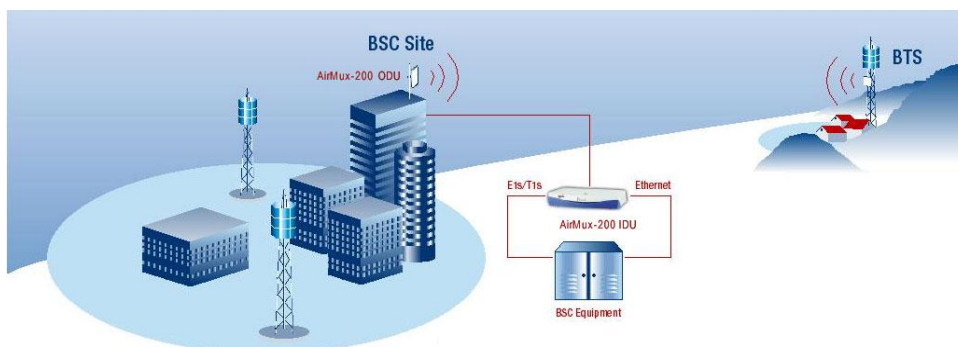 BSC Site
AirMux-200 ODU
BTS
E1s/T1s
Ethernet
AirMux-200 IDU
BSC Equipment